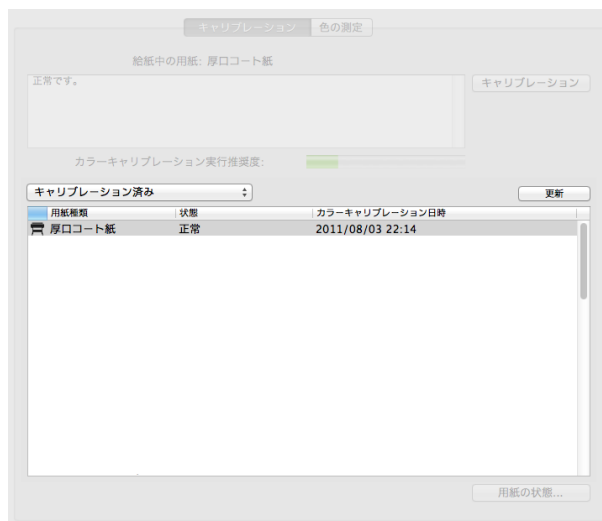 キャリブレーション 色の測定
給紙中の用紙: 厚口コート紙
正常です。
キャリブレーション
カラーキャリブレーション実行推奨度:
キャリブレーション済み 更新
用紙種類 状態 カラーキャリブレーション日時
厚口コート紙 正常 2011/08/03 22:14
用紙の状態...